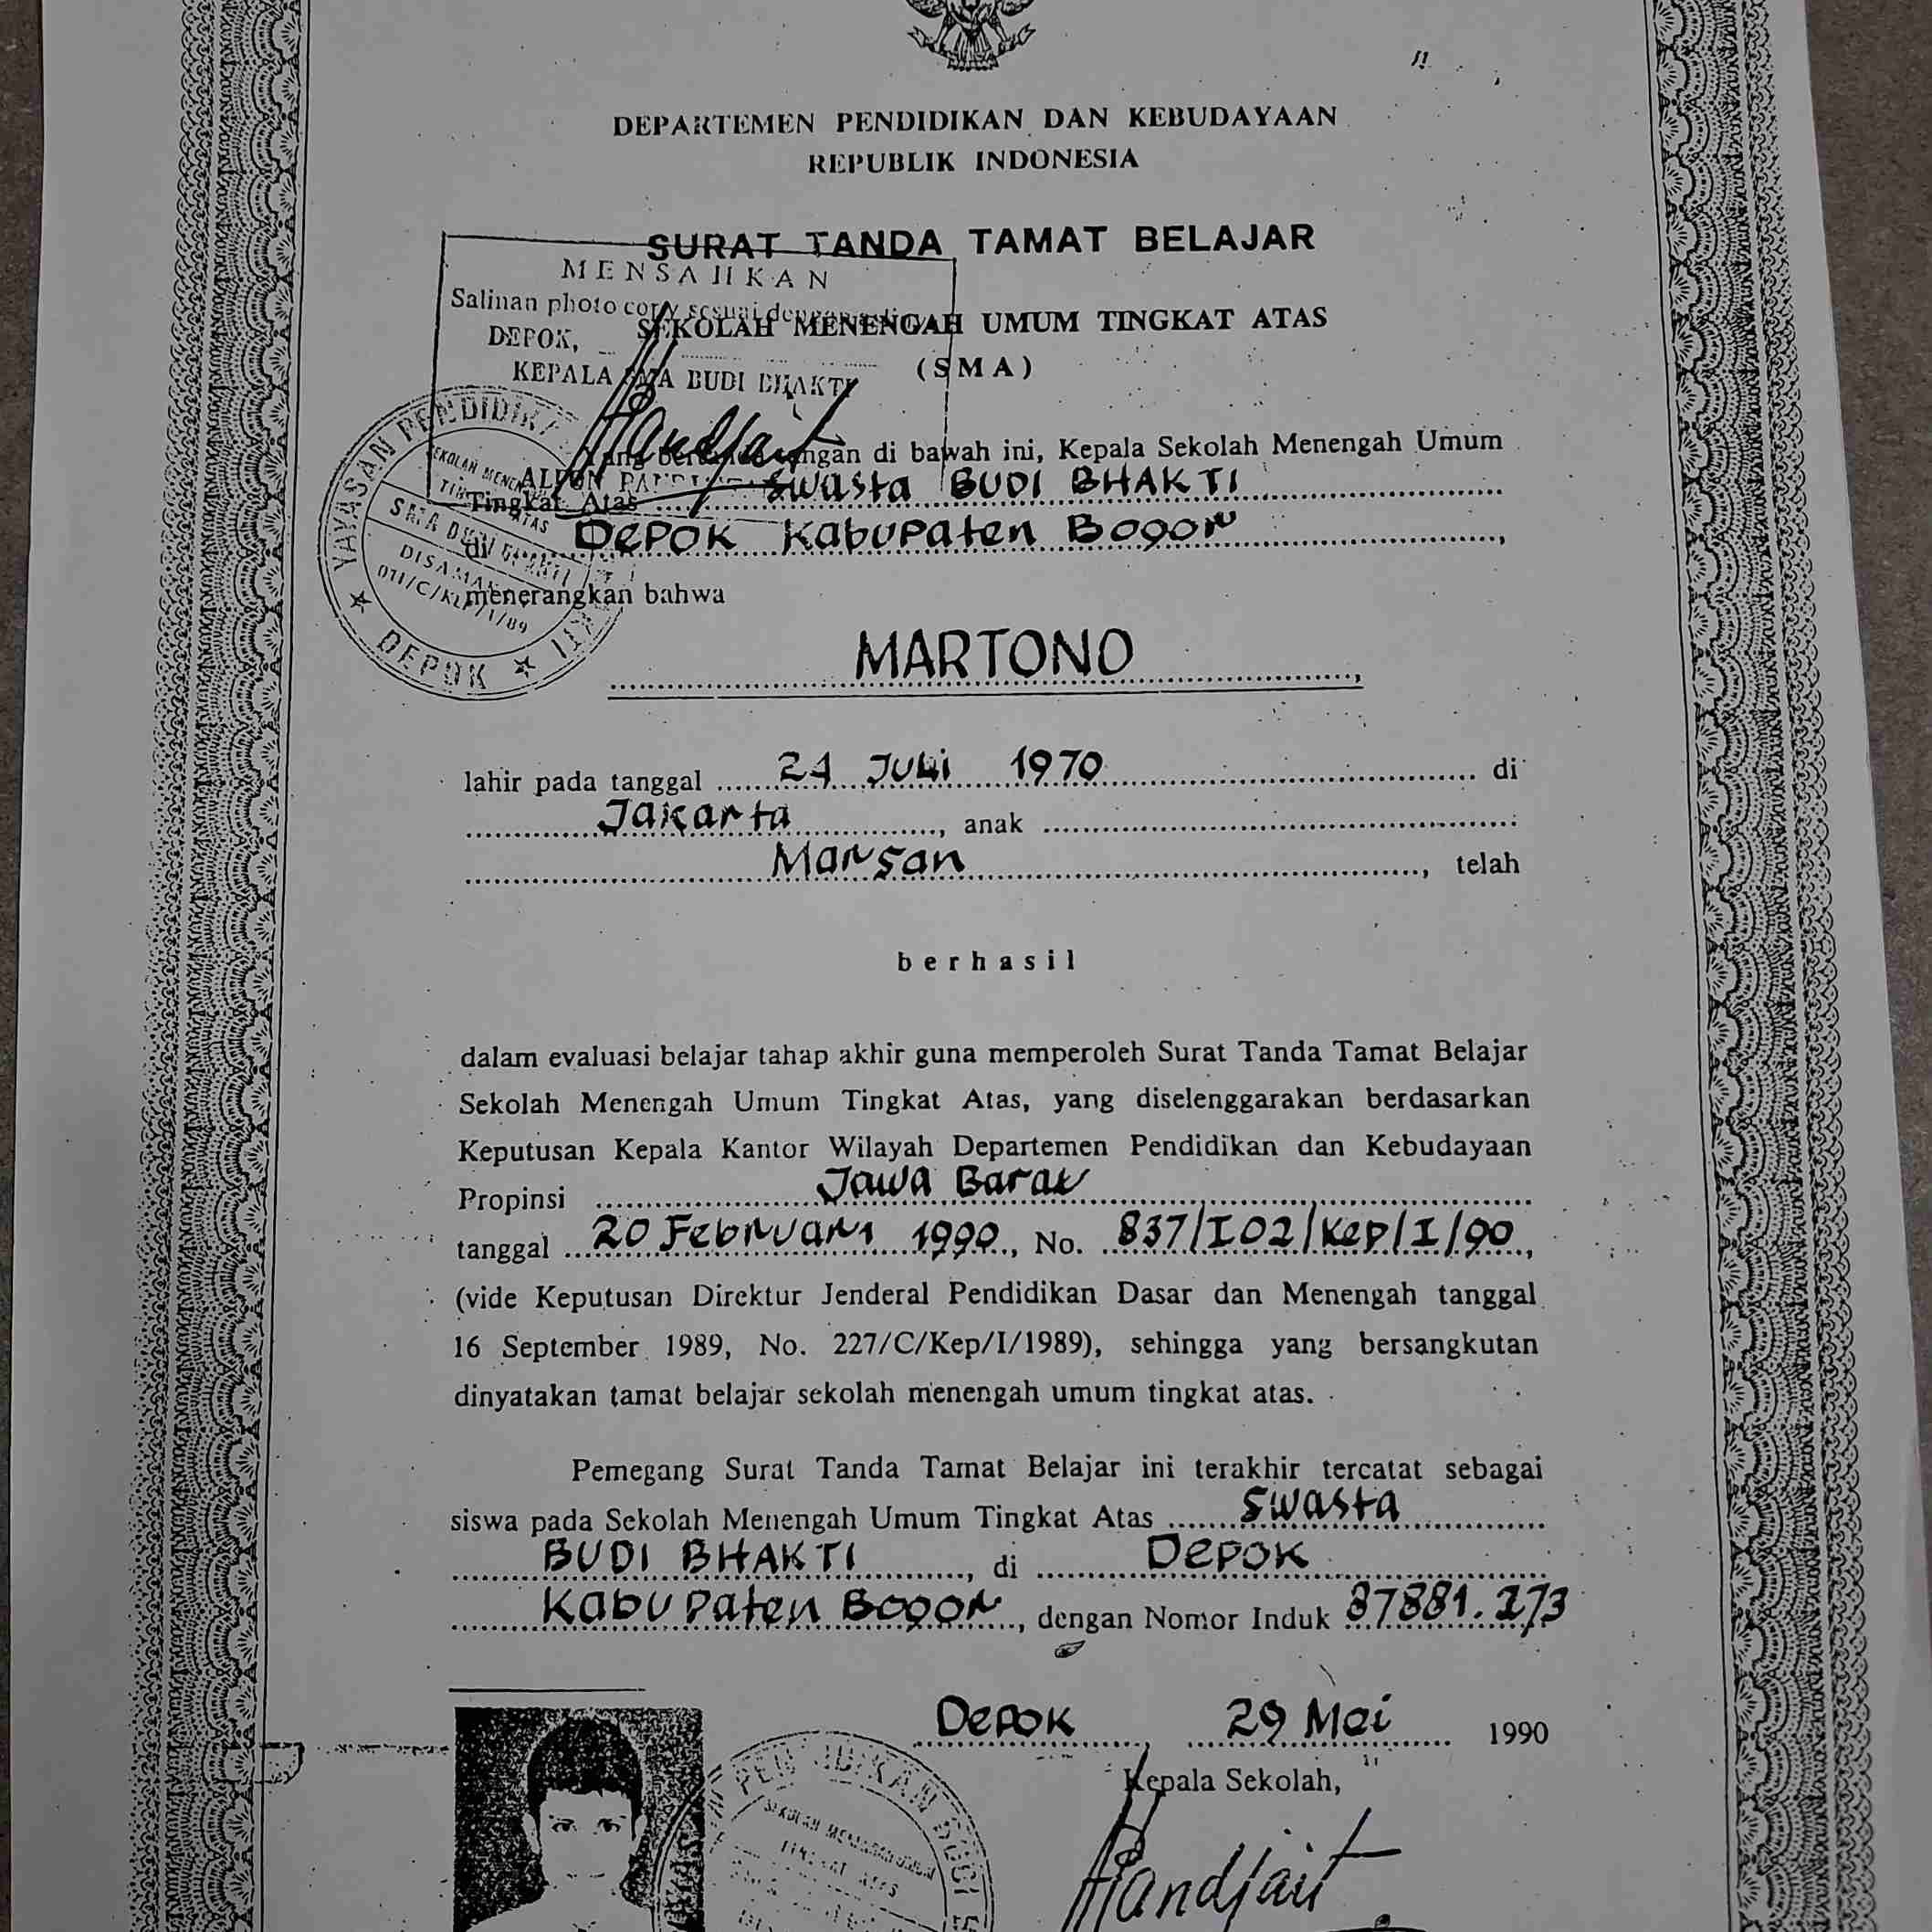 DEPARTEMEN PENDIDIKAN DAN KEBUDAYAAN
REPUBLIK INDONESIA
SURAT TANDA TAMAT BELAJAR
MENSAHKAN
Salinan photo copy sesuai dengan
SEKOLAH MENENGAH UMUM TINGKAT ATAS
DEPOK,
(SMA)
KEPALA SMA BUDI BHAKTI
di bawah ini, Kepala Sekolah Menengah Umum
Tingkat Atas Swasta BUDI BHAKTI
di Depok Kabupaten Bogor,
menerangkan bahwa
YAYASAN PENDIDIKAN
SMA BUDI BHAKTI
DEPOK
MARTONO,
lahir pada tanggal 24 Juli 1970 di
Jakarta, anak
Marsan, telah
berhasil
dalam evaluasi belajar tahap akhir guna memperoleh Surat Tanda Tamat Belajar
Sekolah Menengah Umum Tingkat Atas, yang diselenggarakan berdasarkan
Keputusan Kepala Kantor Wilayah Departemen Pendidikan dan Kebudayaan
Propinsi Jawa Barat
tanggal 20 Februari 1990, No. 837/I02/Kep/I/90,
(vide Keputusan Direktur Jenderal Pendidikan Dasar dan Menengah tanggal
16 September 1989, No. 227/C/Kep/I/1989), sehingga yang bersangkutan
dinyatakan tamat belajar sekolah menengah umum tingkat atas.
Pemegang Surat Tanda Tamat Belajar ini terakhir tercatat sebagai
siswa pada Sekolah Menengah Umum Tingkat Atas Swasta
BUDI BHAKTI, di Depok
Kabupaten Bogor, dengan Nomor Induk 87881.273
Depok, 29 Mei 1990
Kepala Sekolah,